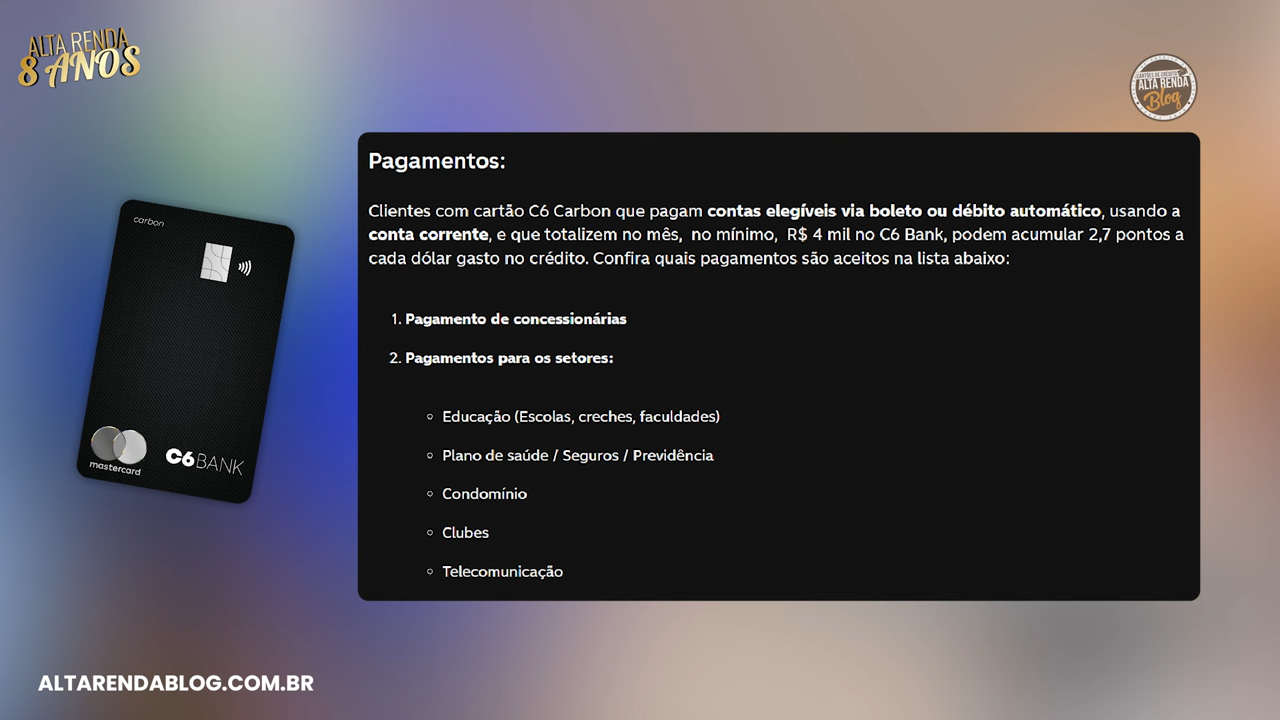 ALTA RENDA
8 ANOS
CARTÕES DE CRÉDITO
ALTA RENDA
Blog
Pagamentos:
Clientes com cartão C6 Carbon que pagam contas elegíveis via boleto ou débito automático, usando a
conta corrente, e que totalizem no mês, no mínimo, R$ 4 mil no C6 Bank, podem acumular 2,7 pontos a
cada dólar gasto no crédito. Confira quais pagamentos são aceitos na lista abaixo:
carbon
1. Pagamento de concessionárias
2. Pagamentos para os setores:
◦ Educação (Escolas, creches, faculdades)
◦ Plano de saúde / Seguros / Previdência
◦ Condomínio
◦ Clubes
◦ Telecomunicação
mastercard
C6 BANK
ALTARENDABLOG.COM.BR